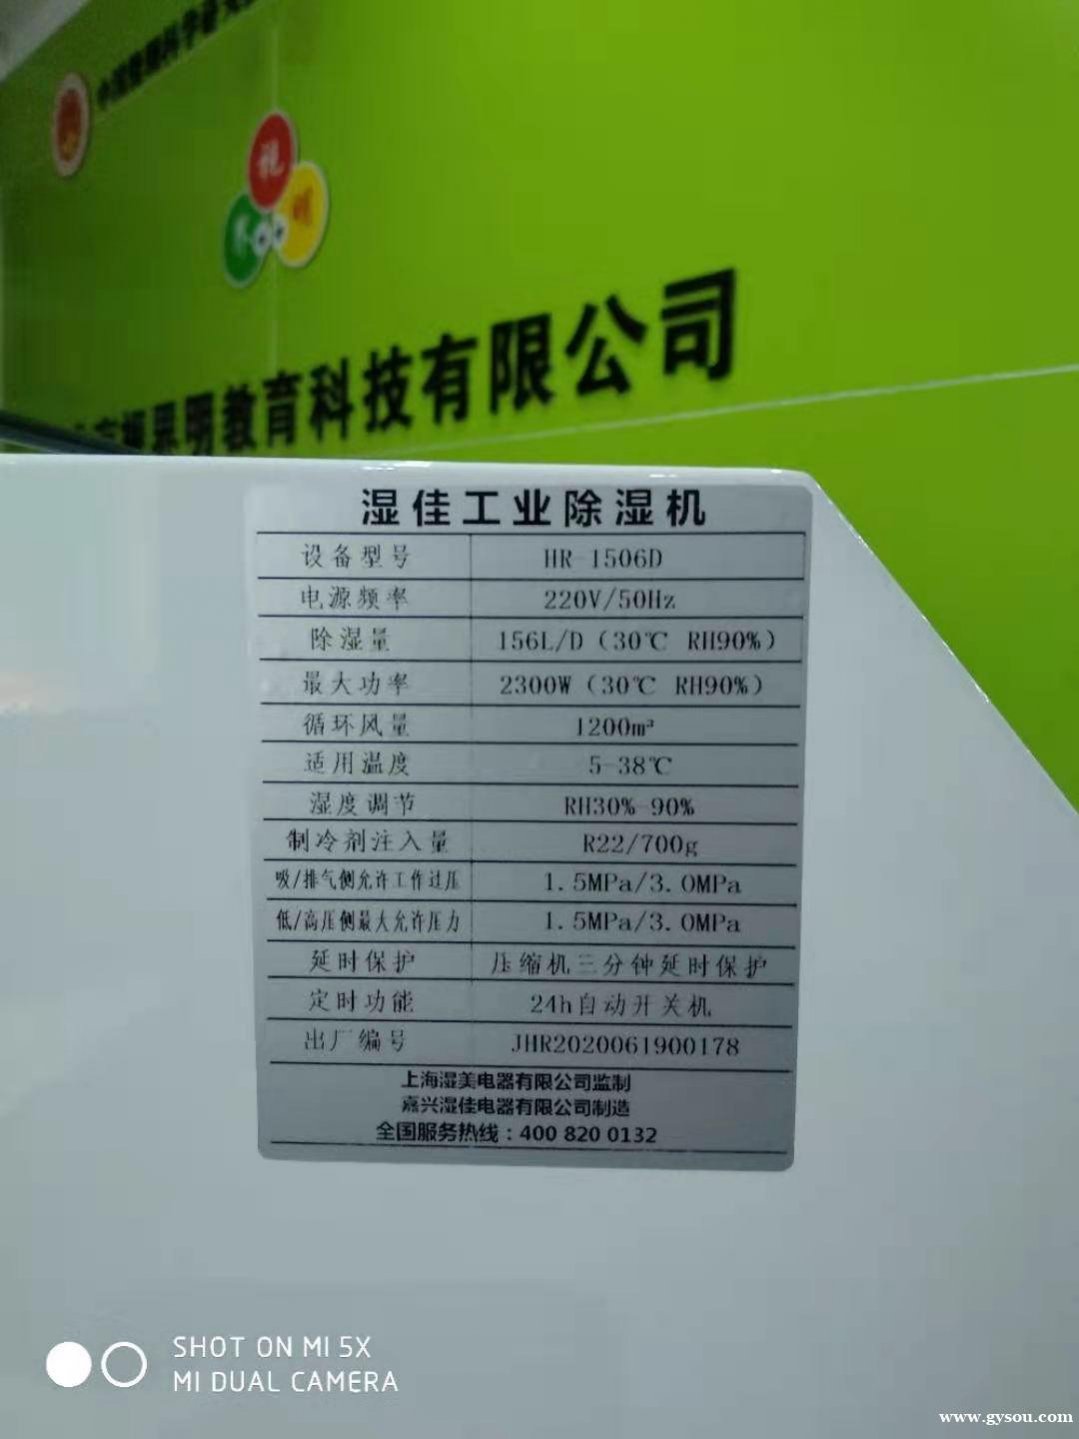 教育科技有限公司
湿佳工业除湿机
设备型号 HR-1506D
电源频率 220V/50Hz
除湿量 156L/D（30℃ RH90%）
最大功率 2300W（30℃ RH90%）
循环风量 1200m³
适用温度 5-38℃
湿度调节 RH30%-90%
制冷剂注入量 R22/700g
吸/排气侧允许工作过压 1.5MPa/3.0MPa
低/高压侧最大允许压力 1.5MPa/3.0MPa
延时保护 压缩机三分钟延时保护
定时功能 24h自动开关机
出厂编号 JHR2020061900178
上海湿美电器有限公司监制
嘉兴湿佳电器有限公司制造
全国服务热线：400 820 0132
SHOT ON MI 5X
MI DUAL CAMERA
www.gysou.com